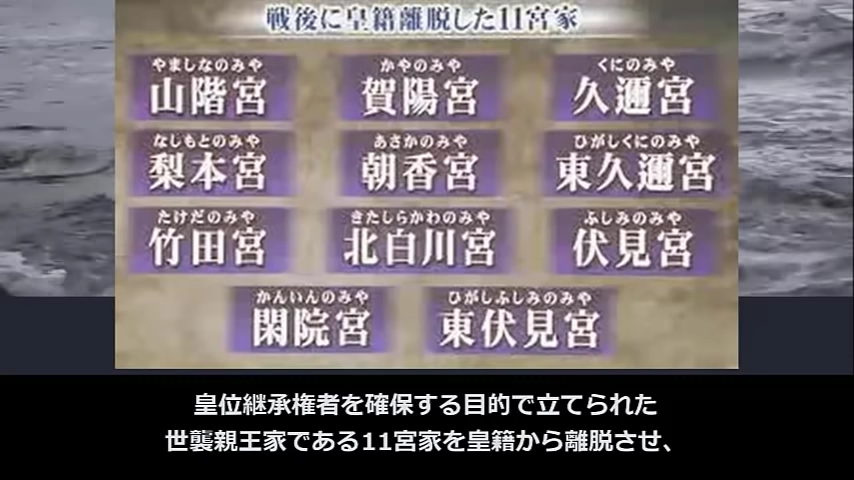 戦後に皇籍離脱した11宮家
やましなのみや かやのみや くにのみや
山階宮 賀陽宮 久邇宮
なしもとのみや あさかのみや ひがしくにのみや
梨本宮 朝香宮 東久邇宮
たけだのみや きたしらかわのみや ふしみのみや
竹田宮 北白川宮 伏見宮
かんいんのみや ひがしふしみのみや
閑院宮 東伏見宮
皇位継承権者を確保する目的で立てられた
世襲親王家である11宮家を皇籍から離脱させ、